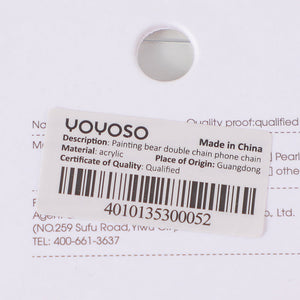 YOYOSO
Made in China
Description: Painting bear double chain phone chain
Material: acrylic
Place of Origin: Guangdong
Certificate of Quality: Qualified
4010135300052
Quality proof:qualified
(NO.259 Sufu Road,Yiwu City
TEL: 400-661-3637